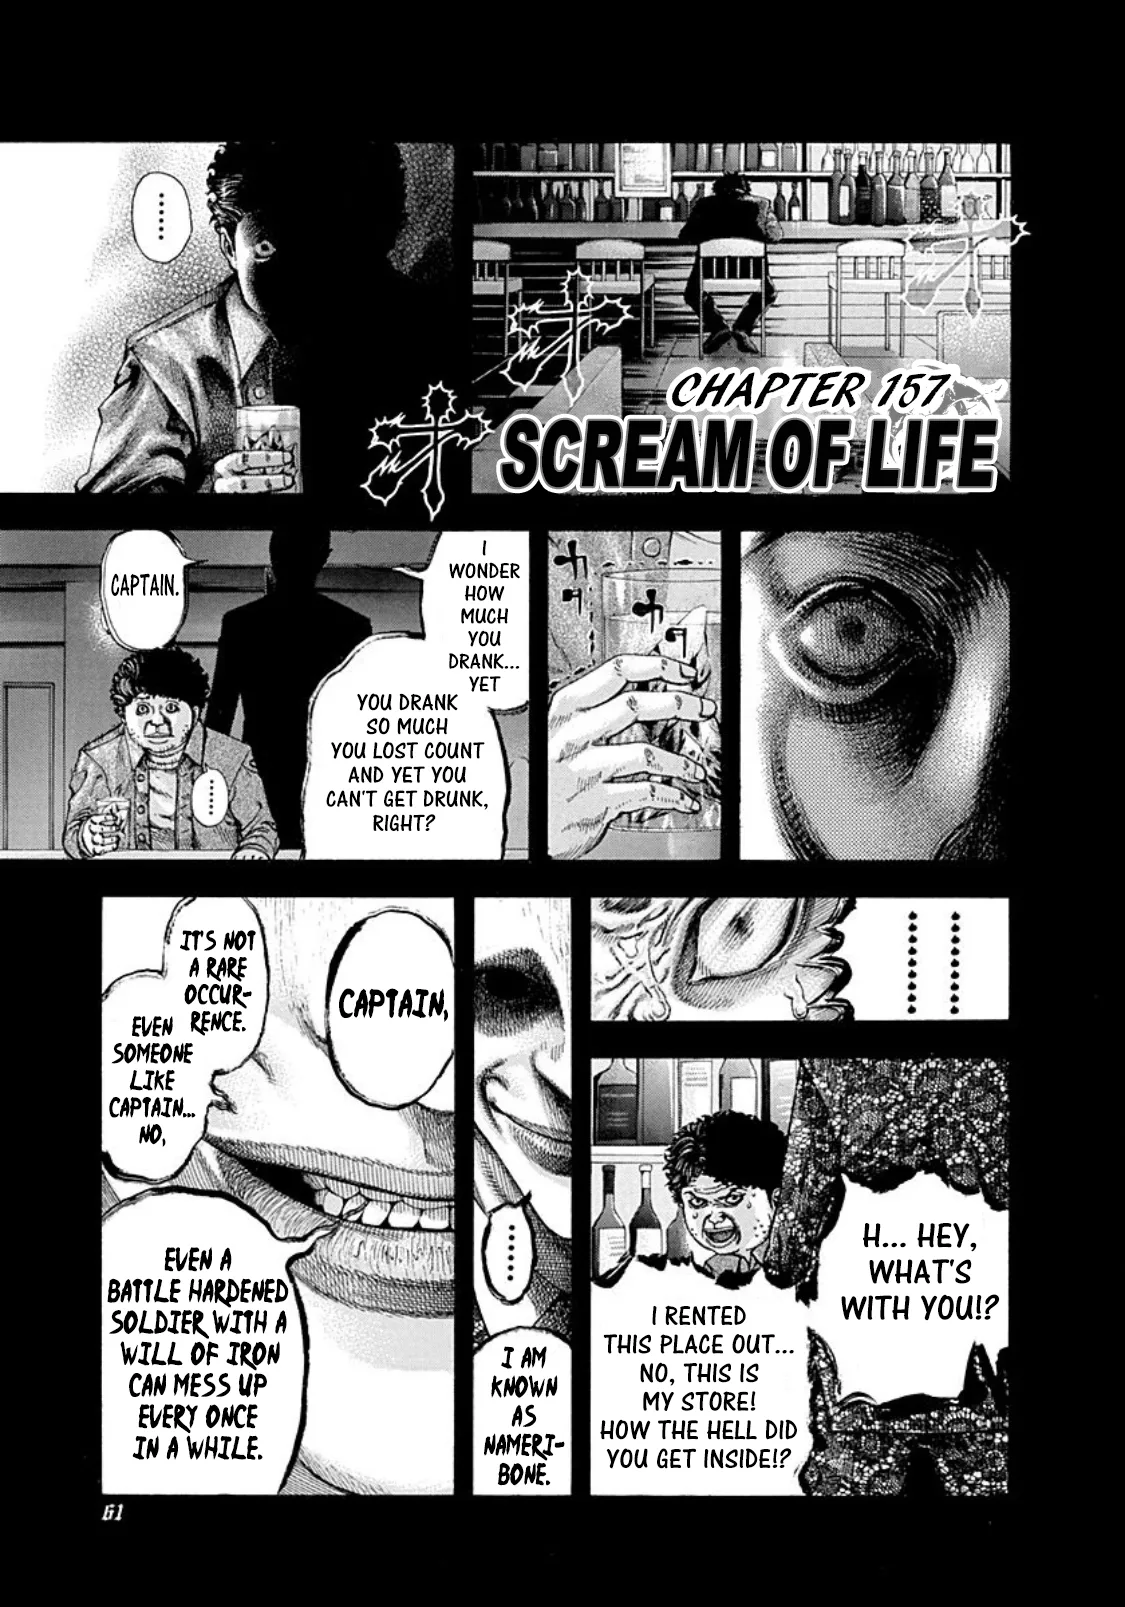 CHAPTER 157
SCREAM OF LIFE
I
WONDER
HOW
MUCH
YOU
DRANK...
YET
YOU DRANK
SO MUCH
YOU LOST COUNT
AND YET YOU
CAN'T GET DRUNK,
RIGHT?
CAPTAIN.
H... HEY,
WHAT'S
WITH YOU!?
I RENTED
THIS PLACE OUT...
NO, THIS IS
MY STORE!
HOW THE HELL DID
YOU GET INSIDE!?
I AM
KNOWN
AS
NAMERI-
BONE.
CAPTAIN,
IT'S NOT
A RARE
OCCUR-
RENCE.
EVEN
SOMEONE
LIKE
CAPTAIN...
NO,
EVEN A
BATTLE HARDENED
SOLDIER WITH A
WILL OF IRON
CAN MESS UP
EVERY ONCE
IN A WHILE.
61